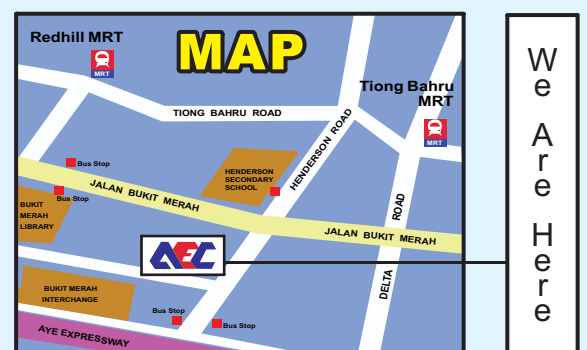 MAP
Redhill MRT
MRT
Tiong Bahru
MRT
MRT
TIONG BAHRU ROAD
HENDERSON ROAD
HENDERSON
SECONDARY
SCHOOL
Bus Stop
Bus Stop
JALAN BUKIT MERAH
JALAN BUKIT MERAH
BUKIT
MERAH
LIBRARY
DELTA ROAD
AEC
BUKIT MERAH
INTERCHANGE
Bus Stop
Bus Stop
AYE EXPRESSWAY
We Are Here